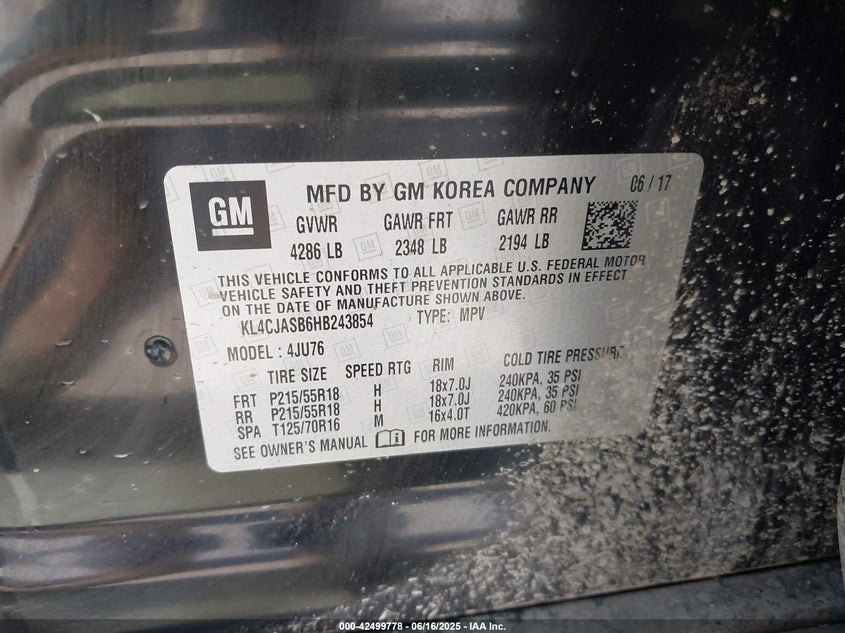 GM
MFD BY GM KOREA COMPANY 06 / 17
GVWR GAWR FRT GAWR RR
4286 LB 2348 LB 2194 LB
THIS VEHICLE CONFORMS TO ALL APPLICABLE U.S. FEDERAL MOTOR
VEHICLE SAFETY AND THEFT PREVENTION STANDARDS IN EFFECT
ON THE DATE OF MANUFACTURE SHOWN ABOVE.
KL4CJASB6HB243854 TYPE: MPV
MODEL: 4JU76
TIRE SIZE SPEED RTG RIM COLD TIRE PRESSURE
FRT P215/55R18 H 18x7.0J 240KPA, 35 PSI
RR P215/55R18 H 18x7.0J 240KPA, 35 PSI
SPA T125/70R16 M 16x4.0T 420KPA, 60 PSI
SEE OWNER'S MANUAL FOR MORE INFORMATION.
000-42499778 - 06/16/2025 - IAA Inc.